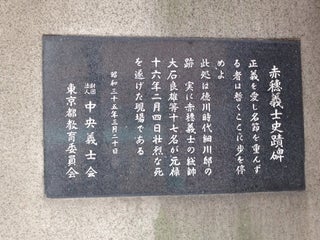 赤穂義士史蹟碑
正義を愛し名節を重んず
る者は暫くここに歩を停
めよ
此処は徳川時代細川邸の
跡　実に赤穂義士の総帥
大石良雄等十七名が元禄
十六年二月四日壮烈な死
を遂げた現場である
昭和三十五年三月二十日
財団法人 中央義士会
東京都教育委員会